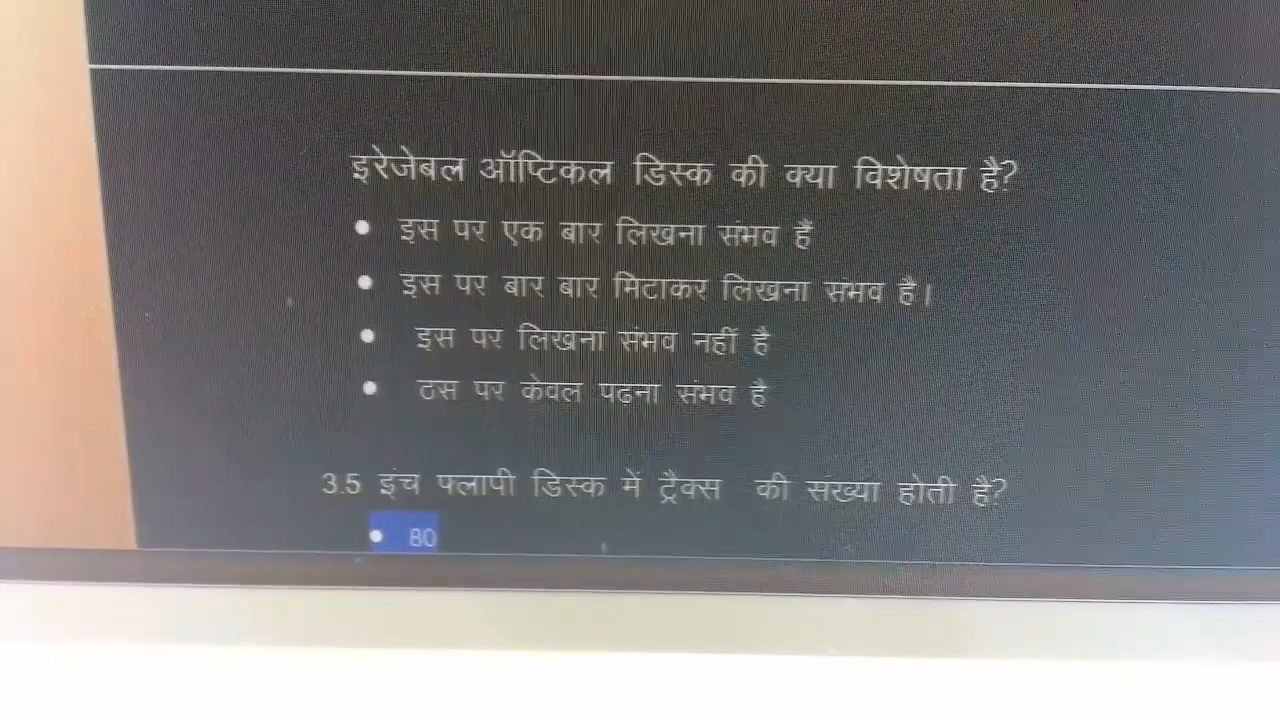 इरेजेबल ऑप्टिकल डिस्क की क्या विशेषता है?
• इस पर एक बार लिखना संभव हैं
• इस पर बार बार मिटाकर लिखना संभव है।
• इस पर लिखना संभव नहीं है
• ठस पर केवल पढ़ना संभव है
3.5 इंच फ्लापी डिस्क में ट्रैक्स की संख्या होती है?
• 80